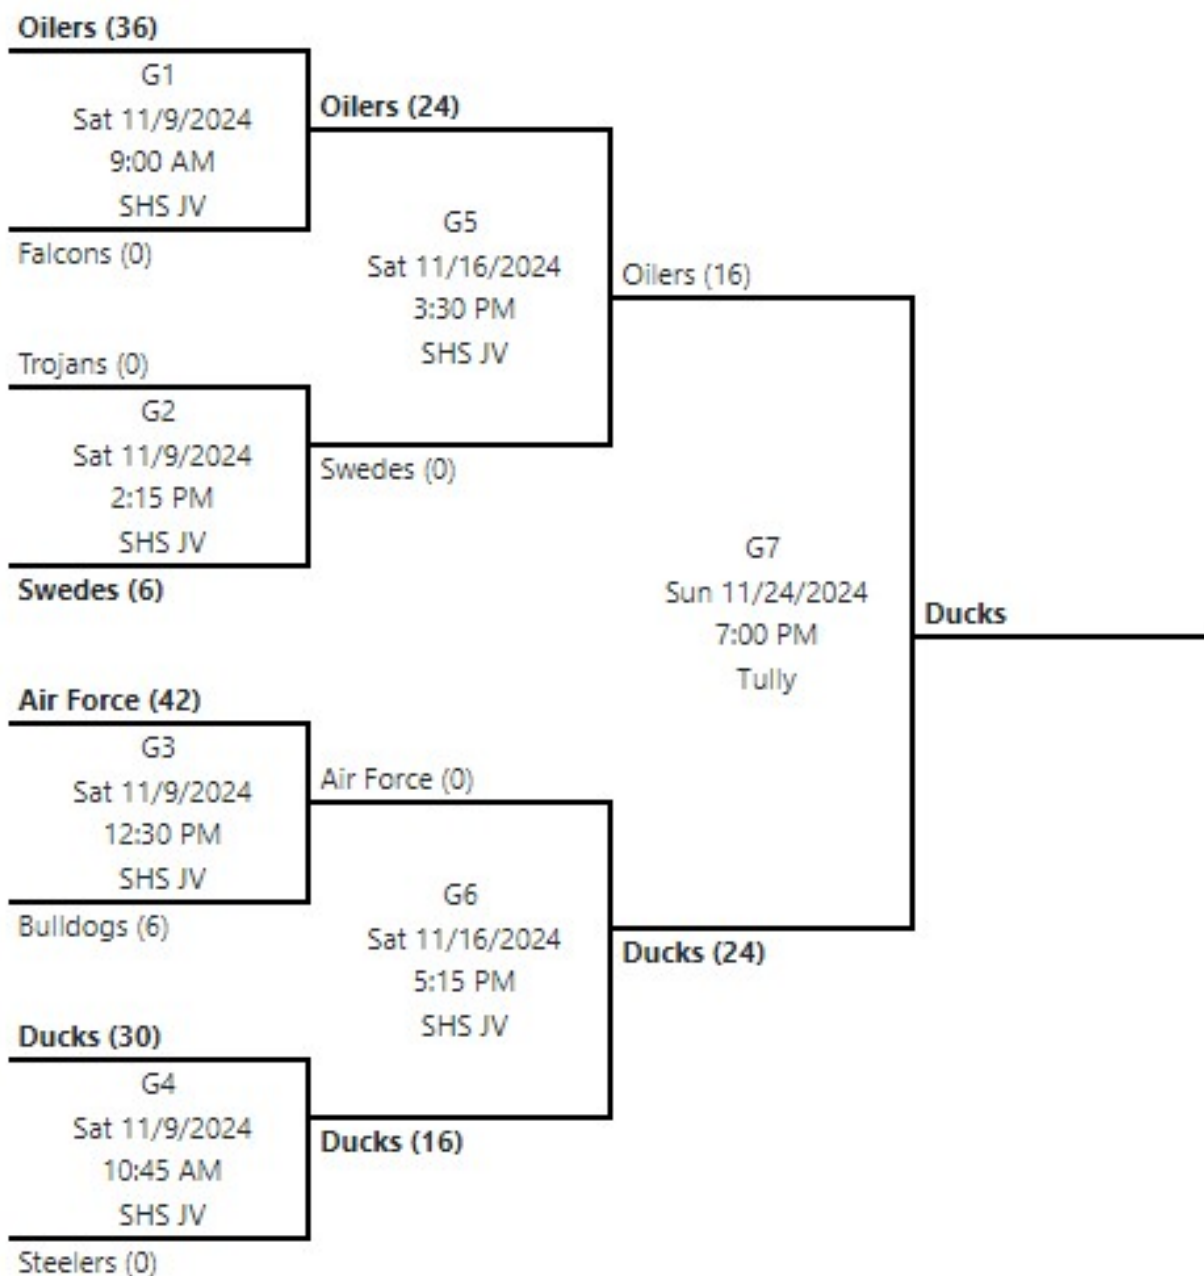 Oilers (36)
G1
Sat 11/9/2024
9:00 AM
SHS JV
Falcons (0)
Oilers (24)
G5
Sat 11/16/2024
3:30 PM
SHS JV
Swedes (0)
Trojans (0)
G2
Sat 11/9/2024
2:15 PM
SHS JV
Swedes (6)
Oilers (16)
G7
Sun 11/24/2024
7:00 PM
Tully
Ducks (24)
Ducks
Air Force (42)
G3
Sat 11/9/2024
12:30 PM
SHS JV
Bulldogs (6)
Air Force (0)
G6
Sat 11/16/2024
5:15 PM
SHS JV
Ducks (16)
Ducks (30)
G4
Sat 11/9/2024
10:45 AM
SHS JV
Steelers (0)